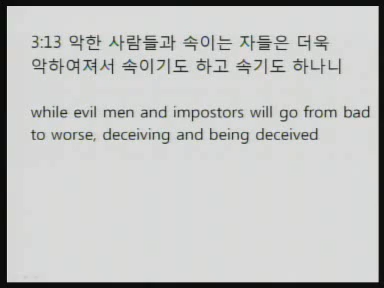 3:13 악한 사람들과 속이는 자들은 더욱
악하여져서 속이기도 하고 속기도 하나니
while evil men and impostors will go from bad
to worse, deceiving and being deceived